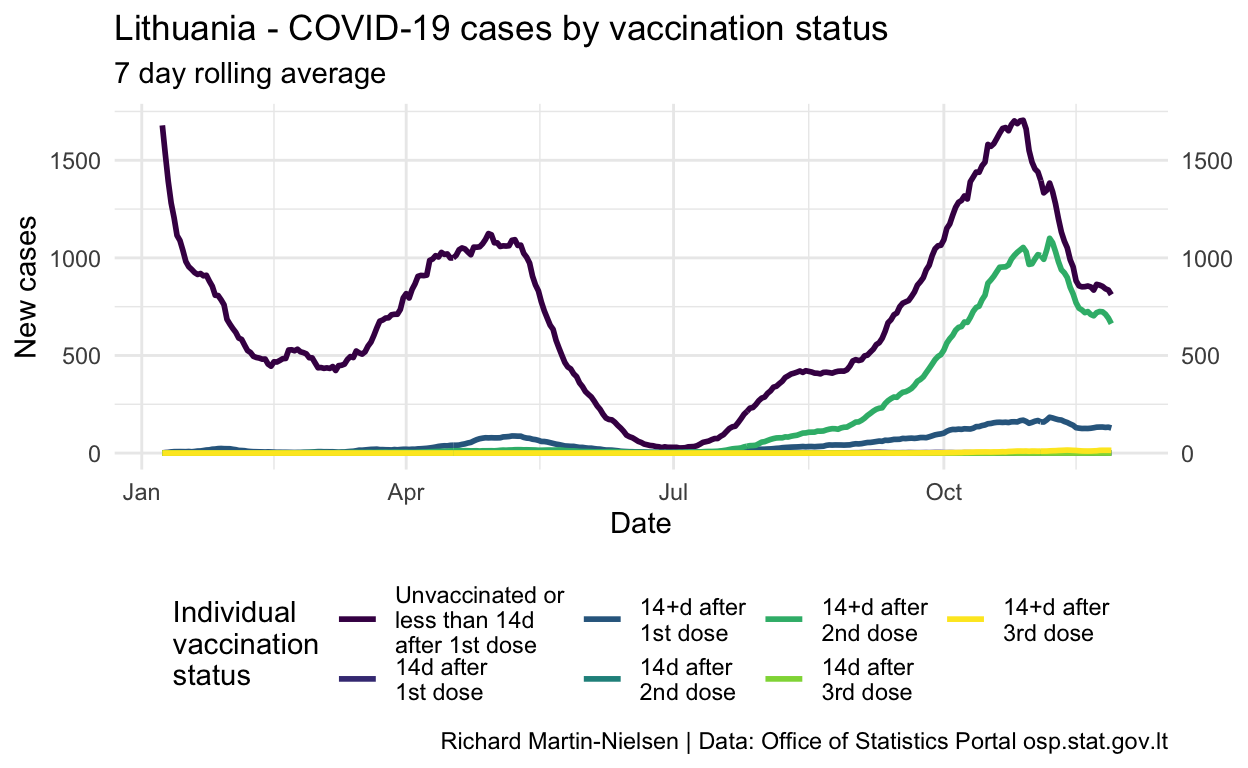 Lithuania - COVID-19 cases by vaccination status
7 day rolling average
New cases
1500
1000
500
0
1500
1000
500
0
Jan
Apr
Jul
Oct
Date
Individual
vaccination
status
Unvaccinated or
less than 14d
after 1st dose
14d after
1st dose
14+d after
1st dose
14d after
2nd dose
14+d after
2nd dose
14d after
3rd dose
14+d after
3rd dose
Richard Martin-Nielsen | Data: Office of Statistics Portal osp.stat.gov.lt